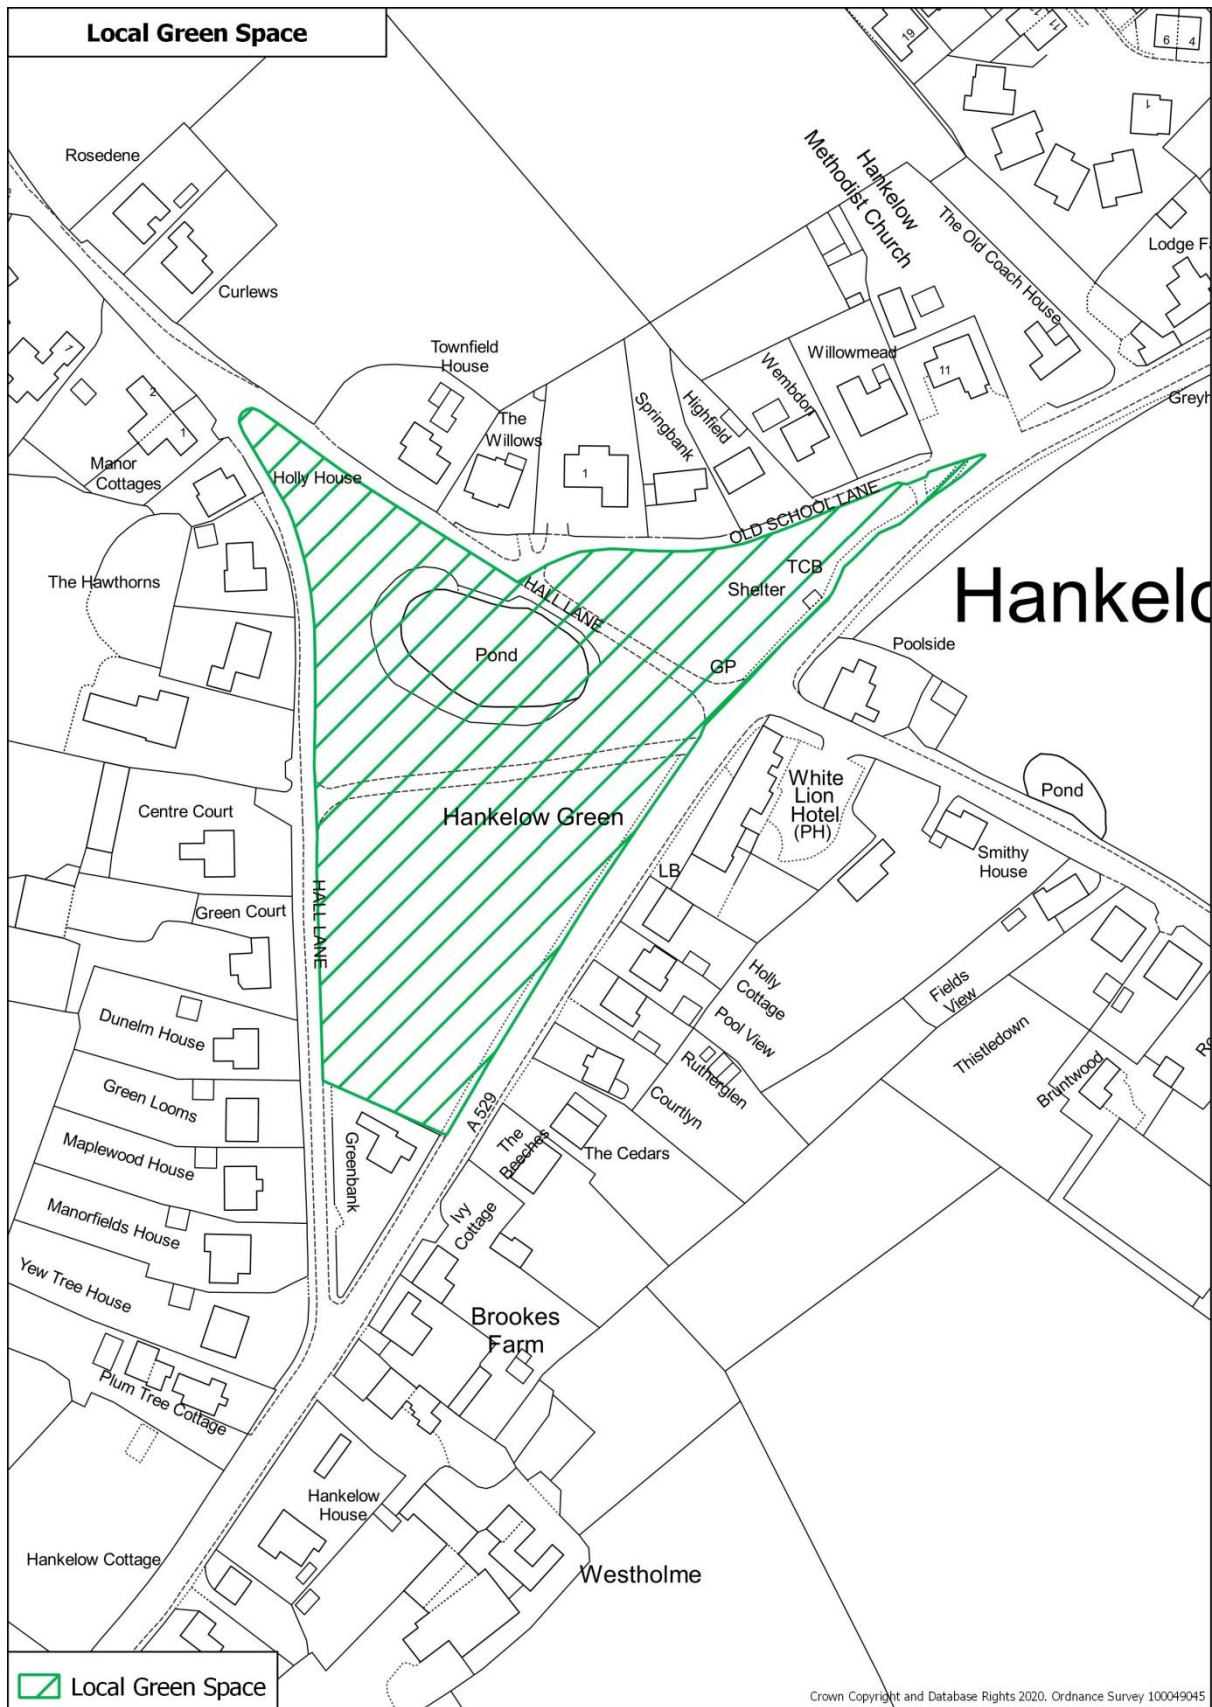 Local Green Space
19
11
6 4
1
Rosedene
Curlews
Hankelow
Methodist Church
The Old Coach House
Lodge F
Townfield
House
The
Willows
1
Springbank
Highfield
Wembdon
Willowmead
11
Greyh
7
2
1
Manor
Cottages
Holly House
OLD SCHOOL LANE
TCB
Shelter
The Hawthorns
HALL LANE
Pond
GP
Hankelo
Poolside
White
Lion
Hotel
(PH)
Pond
Centre Court
Hankelow Green
Smithy
House
LB
HALL LANE
Green Court
Holly
Cottage
Fields
View
Dunelm House
Pool View
Thistledown
Ro
Green Looms
Rutherglen
Bruntwood
Courtlyn
A 529
The
Beeches
The Cedars
Greenbank
Maplewood House
Manorfields House
Ivy
Cottage
Yew Tree House
Brookes
Farm
Plum Tree Cottage
Hankelow
House
Hankelow Cottage
Westholme
Local Green Space
Crown Copyright and Database Rights 2020. Ordnance Survey 100049045